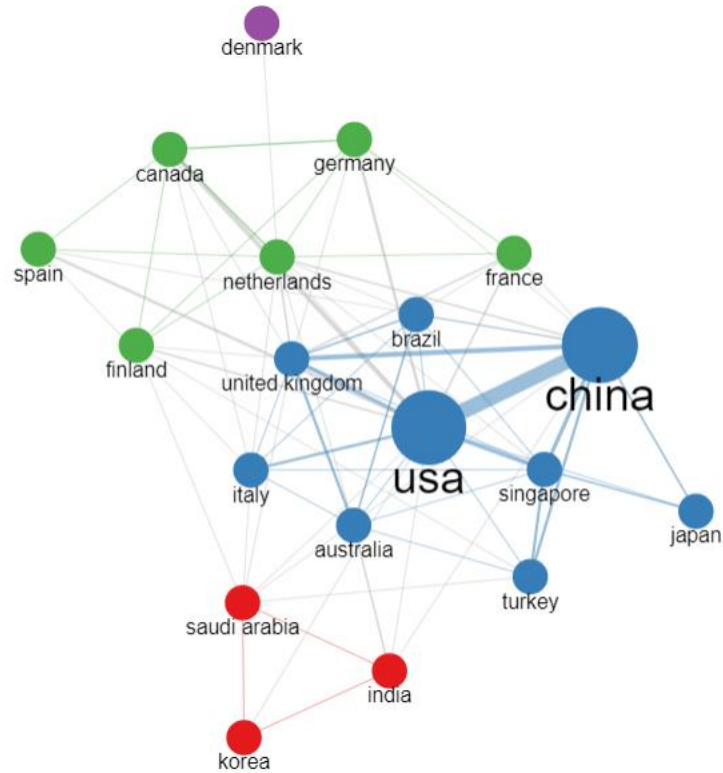 denmark
canada
germany
spain
netherlands
france
finland
united kingdom
brazil
china
usa
italy
singapore
australia
japan
turkey
saudi arabia
india
korea